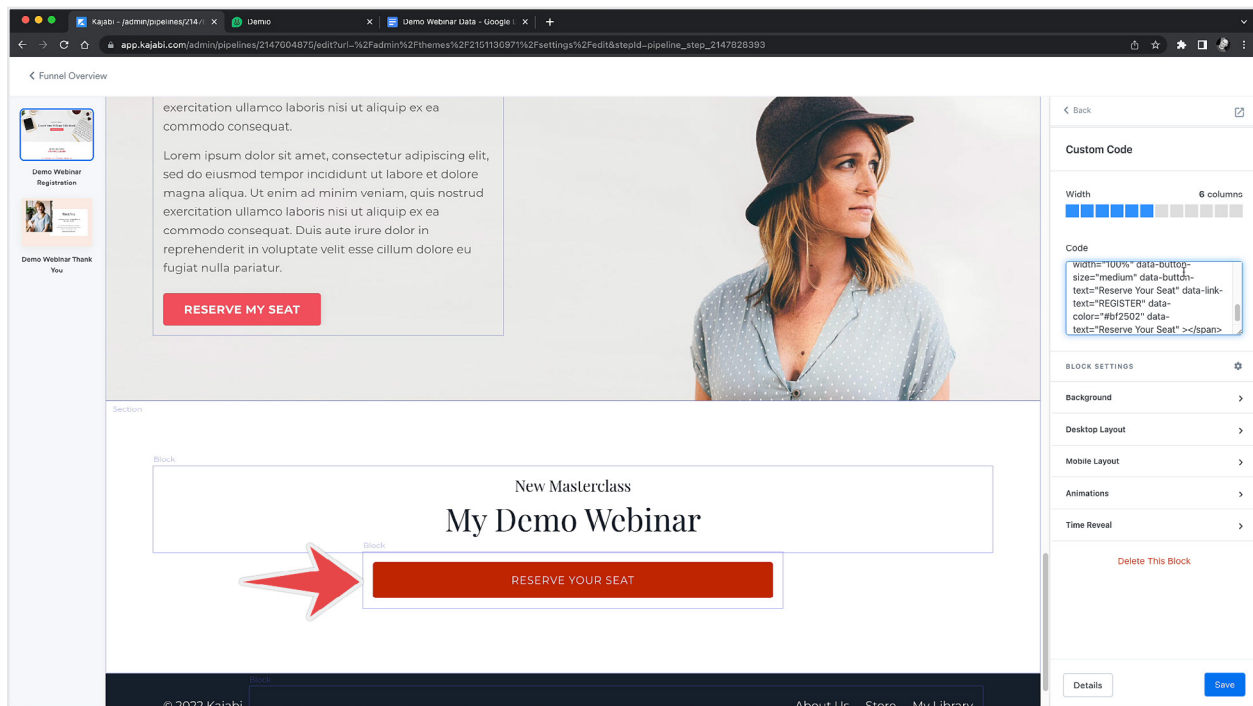 Kajabi - /admin/pipelines/2147
Demio
Demo Webinar Data - Google
app.kajabi.com/admin/pipelines/2147604875/edit?url=%2Fadmin%2Fthemes%2F2151130971%2Fsettings%2Fedit&stepId=pipeline_step_2147828393
Funnel Overview
Demo Webinar
Registration
Demo Webinar Thank
You
exercitation ullamco laboris nisi ut aliquip ex ea
commodo consequat.
Lorem ipsum dolor sit amet, consectetur adipiscing elit,
sed do eiusmod tempor incididunt ut labore et dolore
magna aliqua. Ut enim ad minim veniam, quis nostrud
exercitation ullamco laboris nisi ut aliquip ex ea
commodo consequat. Duis aute irure dolor in
reprehenderit in voluptate velit esse cillum dolore eu
fugiat nulla pariatur.
RESERVE MY SEAT
Section
Block
New Masterclass
My Demo Webinar
Block
RESERVE YOUR SEAT
Block
© 2022 Kajabi
About Us Store My Library
Back
Custom Code
Width 6 columns
Code
width="100%" data-button-
size="medium" data-button-
text="Reserve Your Seat" data-link-
text="REGISTER" data-
color="#bf2502" data-
text="Reserve Your Seat" ></span>
BLOCK SETTINGS
Background
Desktop Layout
Mobile Layout
Animations
Time Reveal
Delete This Block
Details
Save